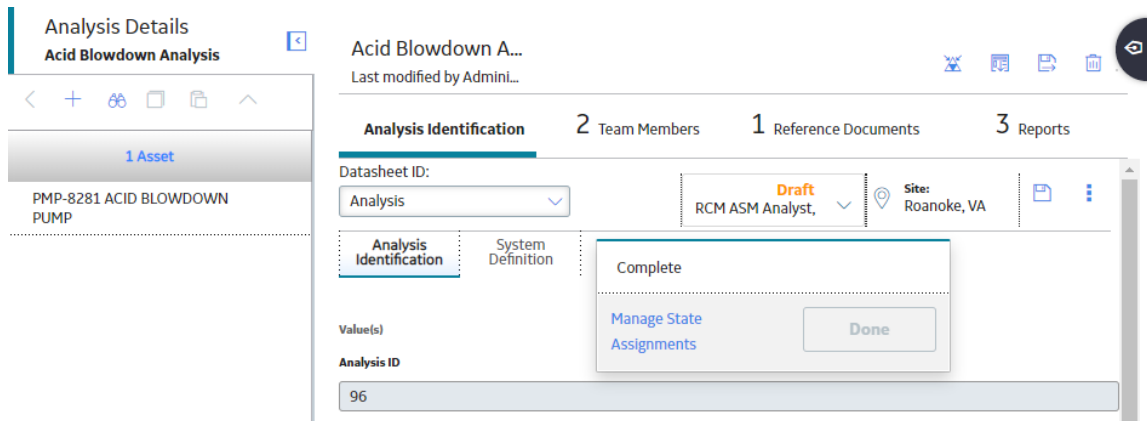 Analysis Details
Acid Blowdown Analysis
1 Asset
PMP-8281 ACID BLOWDOWN
PUMP
Acid Blowdown A...
Last modified by Admini...
Analysis Identification
2 Team Members
1 Reference Documents
3 Reports
Datasheet ID:
Analysis
Draft
RCM ASM Analyst,
Site:
Roanoke, VA
Analysis
Identification
System
Definition
Complete
Manage State
Assignments
Done
Value(s)
Analysis ID
96